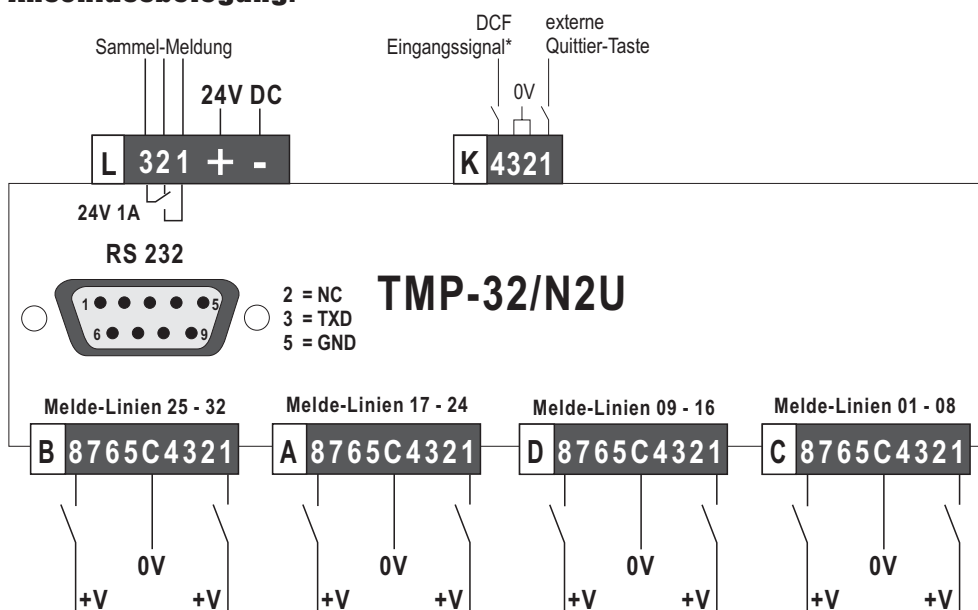 Anschlussbelegung:
DCF externe
Sammel-Meldung Eingangssignal* Quittier-Taste
24V DC 0V
L 321 + - K 4321
24V 1A
RS 232
1 5
6 9
2 = NC
3 = TXD
5 = GND
TMP-32/N2U
Melde-Linien 25 - 32 Melde-Linien 17 - 24 Melde-Linien 09 - 16 Melde-Linien 01 - 08
B 8765C4321 A 8765C4321 D 8765C4321 C 8765C4321
0V 0V 0V 0V
+V +V +V +V +V +V +V +V